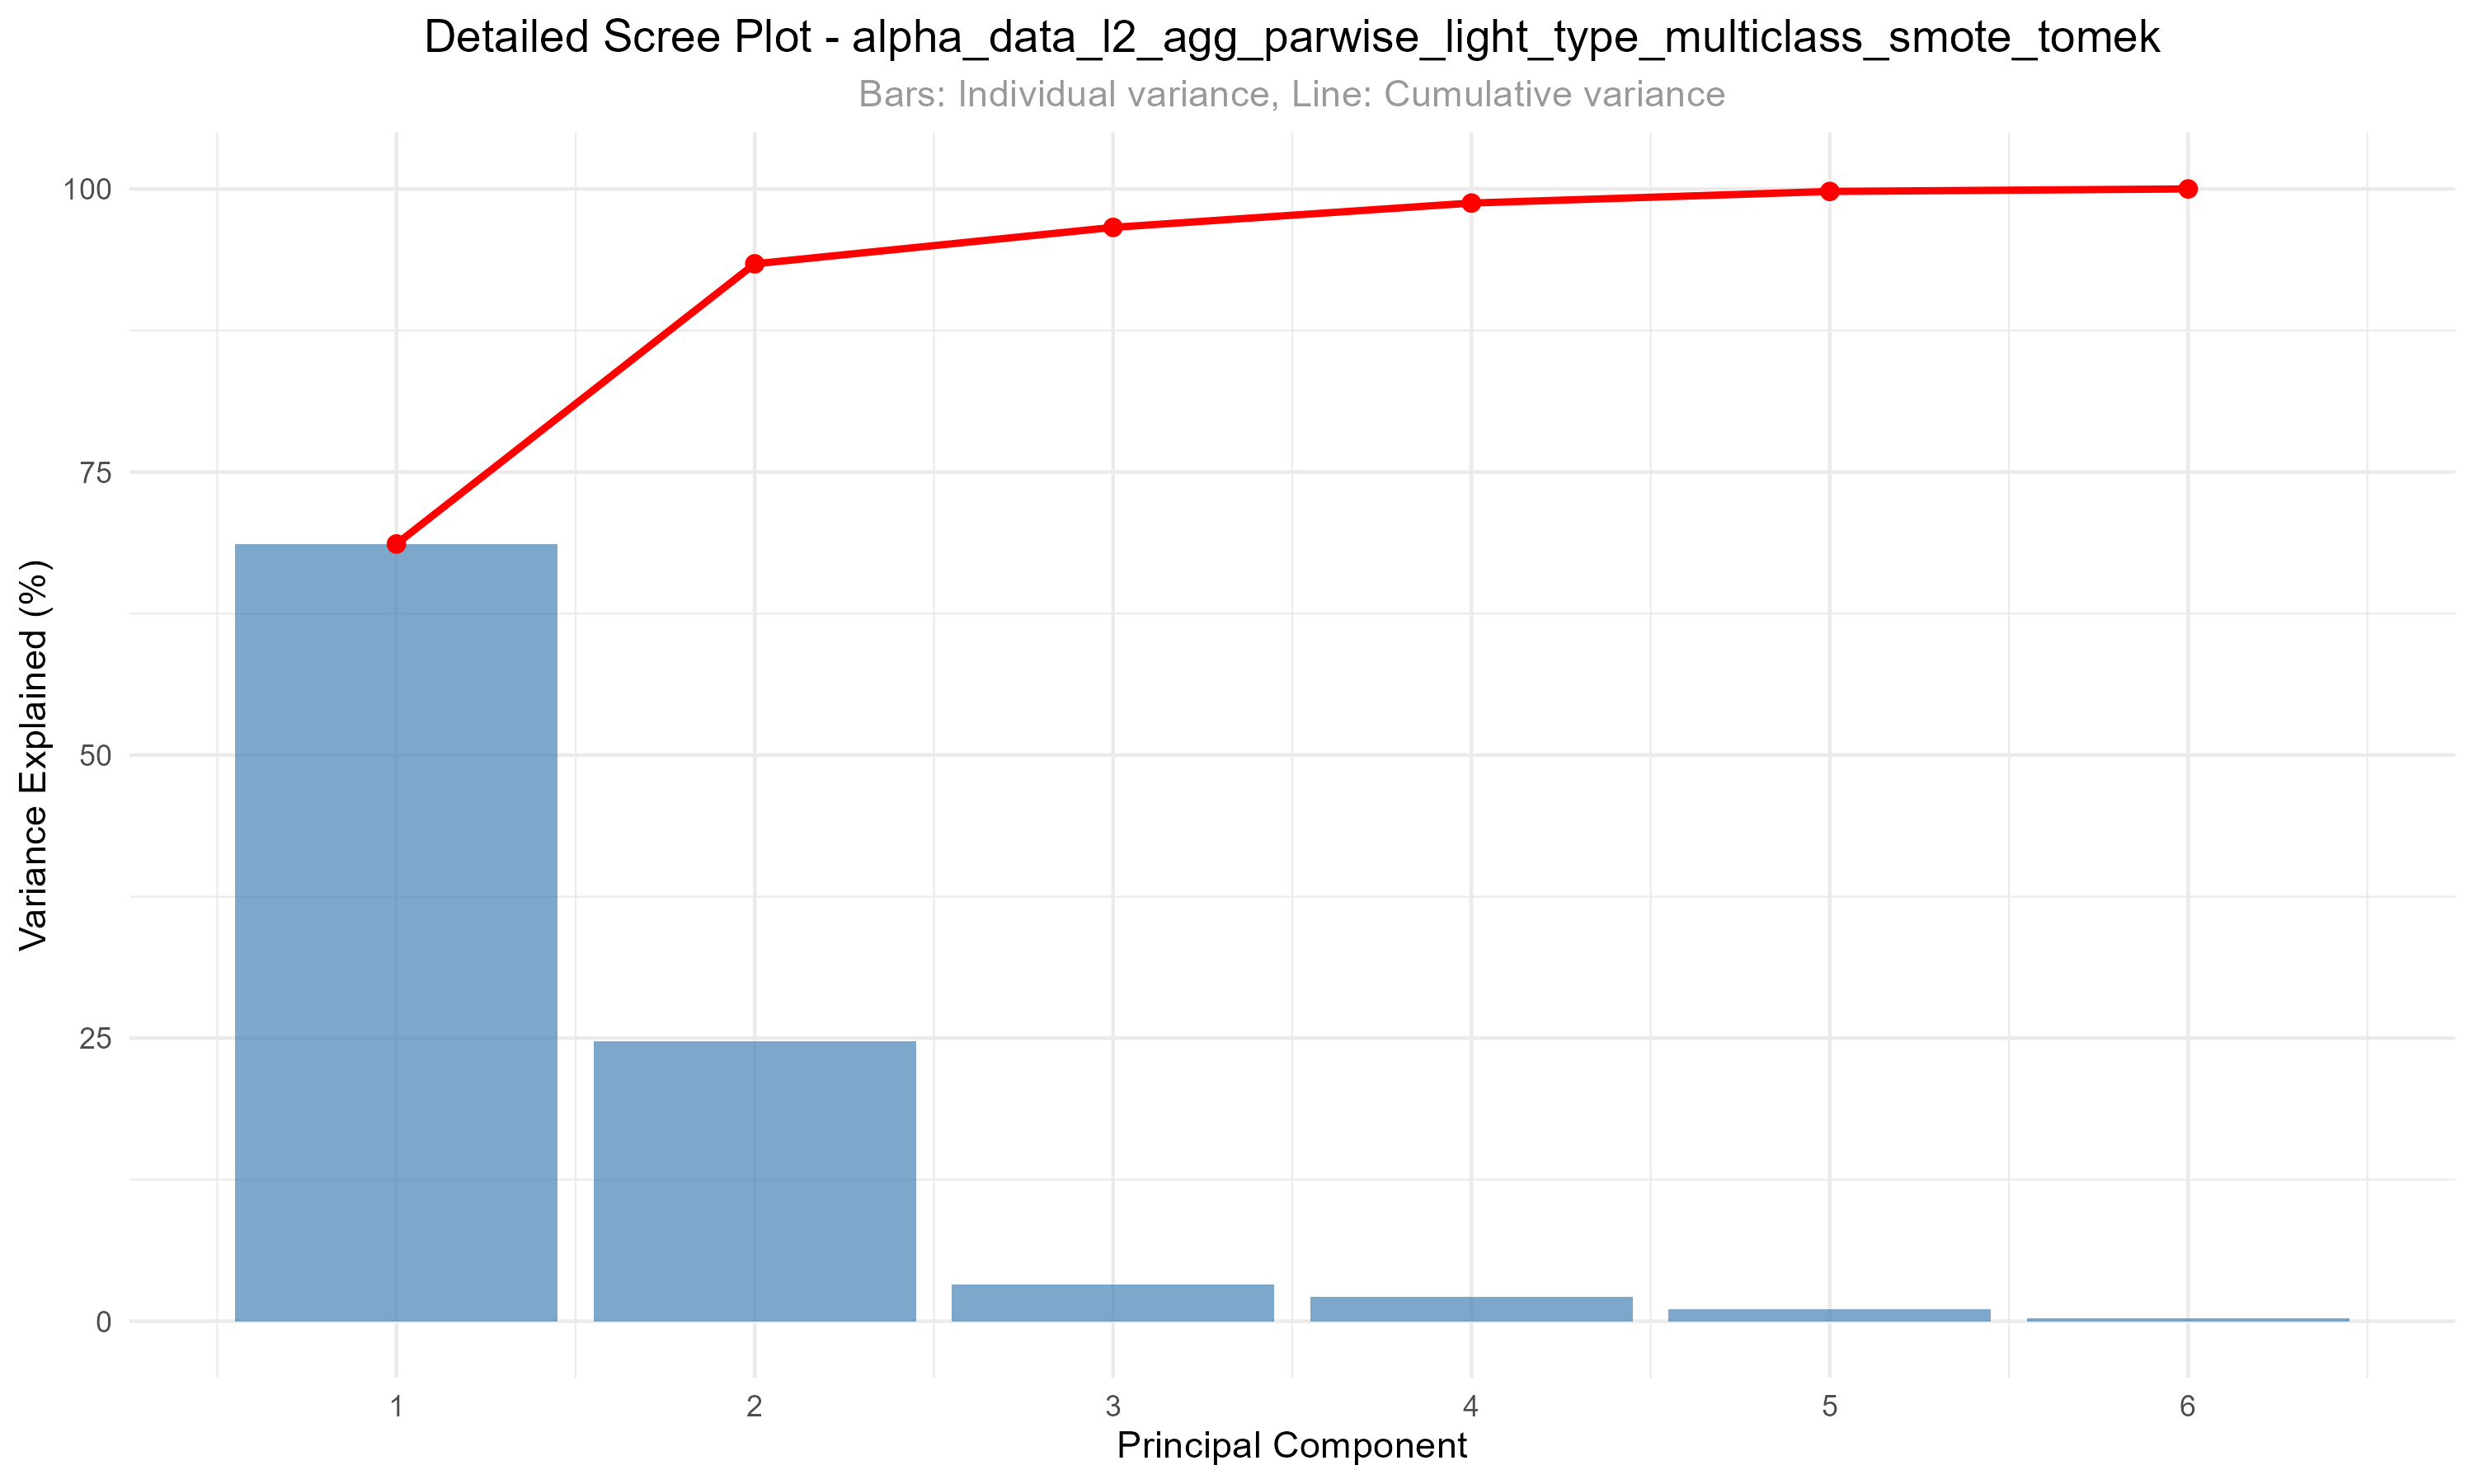 Detailed Scree Plot - alpha_data_l2_agg_parwise_light_type_multiclass_smote_tomek
Bars: Individual variance, Line: Cumulative variance
Variance Explained (%)
100
75
50
25
0
1 2 3 4 5 6
Principal Component